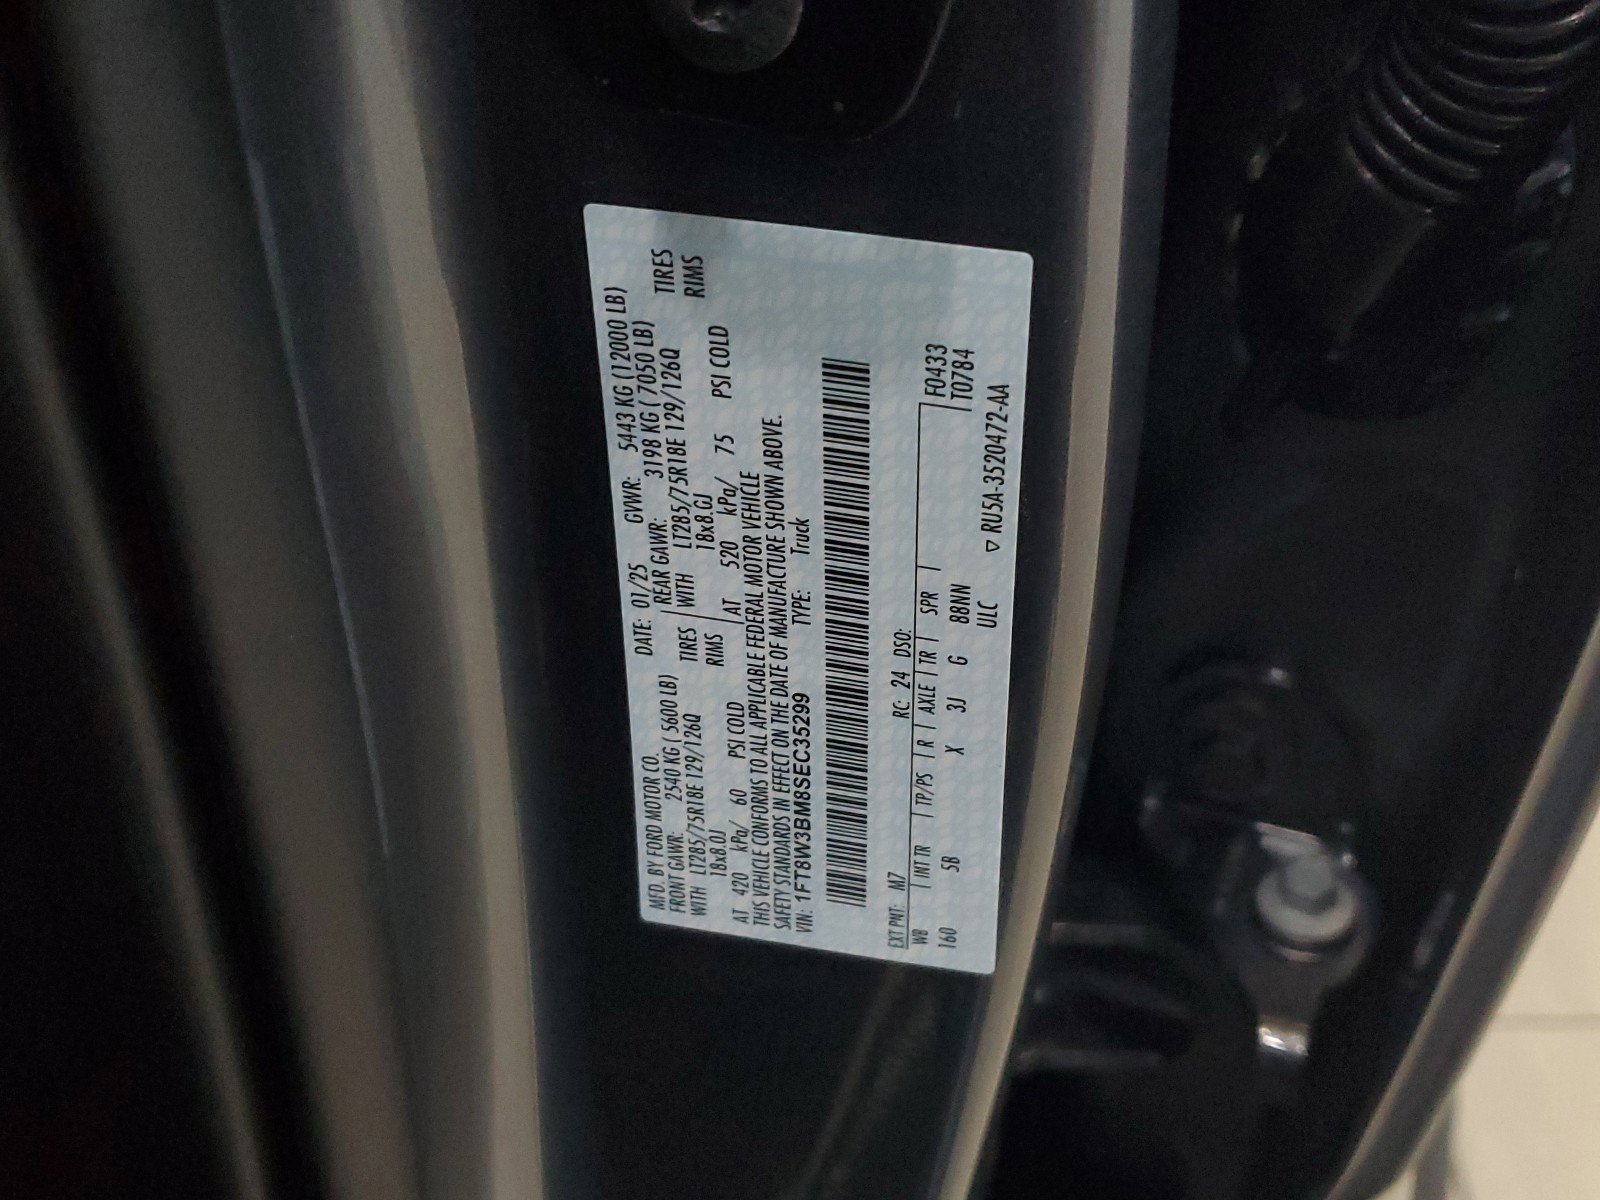 MFD. BY FORD MOTOR CO.
DATE: 01/25 GVWR: 5443 KG (12000 LB)
FRONT GAWR: 2540 KG ( 5600 LB) REAR GAWR: 3198 KG ( 7050 LB)
WITH LT285/75R18E 129/126Q TIRES WITH LT285/75R18E 129/126Q TIRES
18x8.0J RIMS 18x8.0J RIMS
AT 420 kPa/ 60 PSI COLD AT 520 kPa/ 75 PSI COLD
THIS VEHICLE CONFORMS TO ALL APPLICABLE FEDERAL MOTOR VEHICLE
SAFETY STANDARDS IN EFFECT ON THE DATE OF MANUFACTURE SHOWN ABOVE.
VIN: 1FT8W3BM8SEC35299 TYPE: Truck
EXT PNT: M7 RC: 24 DSO:
WB INT TR TP/PS R AXLE TR SPR F0433
160 5B X 3J G 88NN T0784
ULC ▽ RU5A-3520472-AA